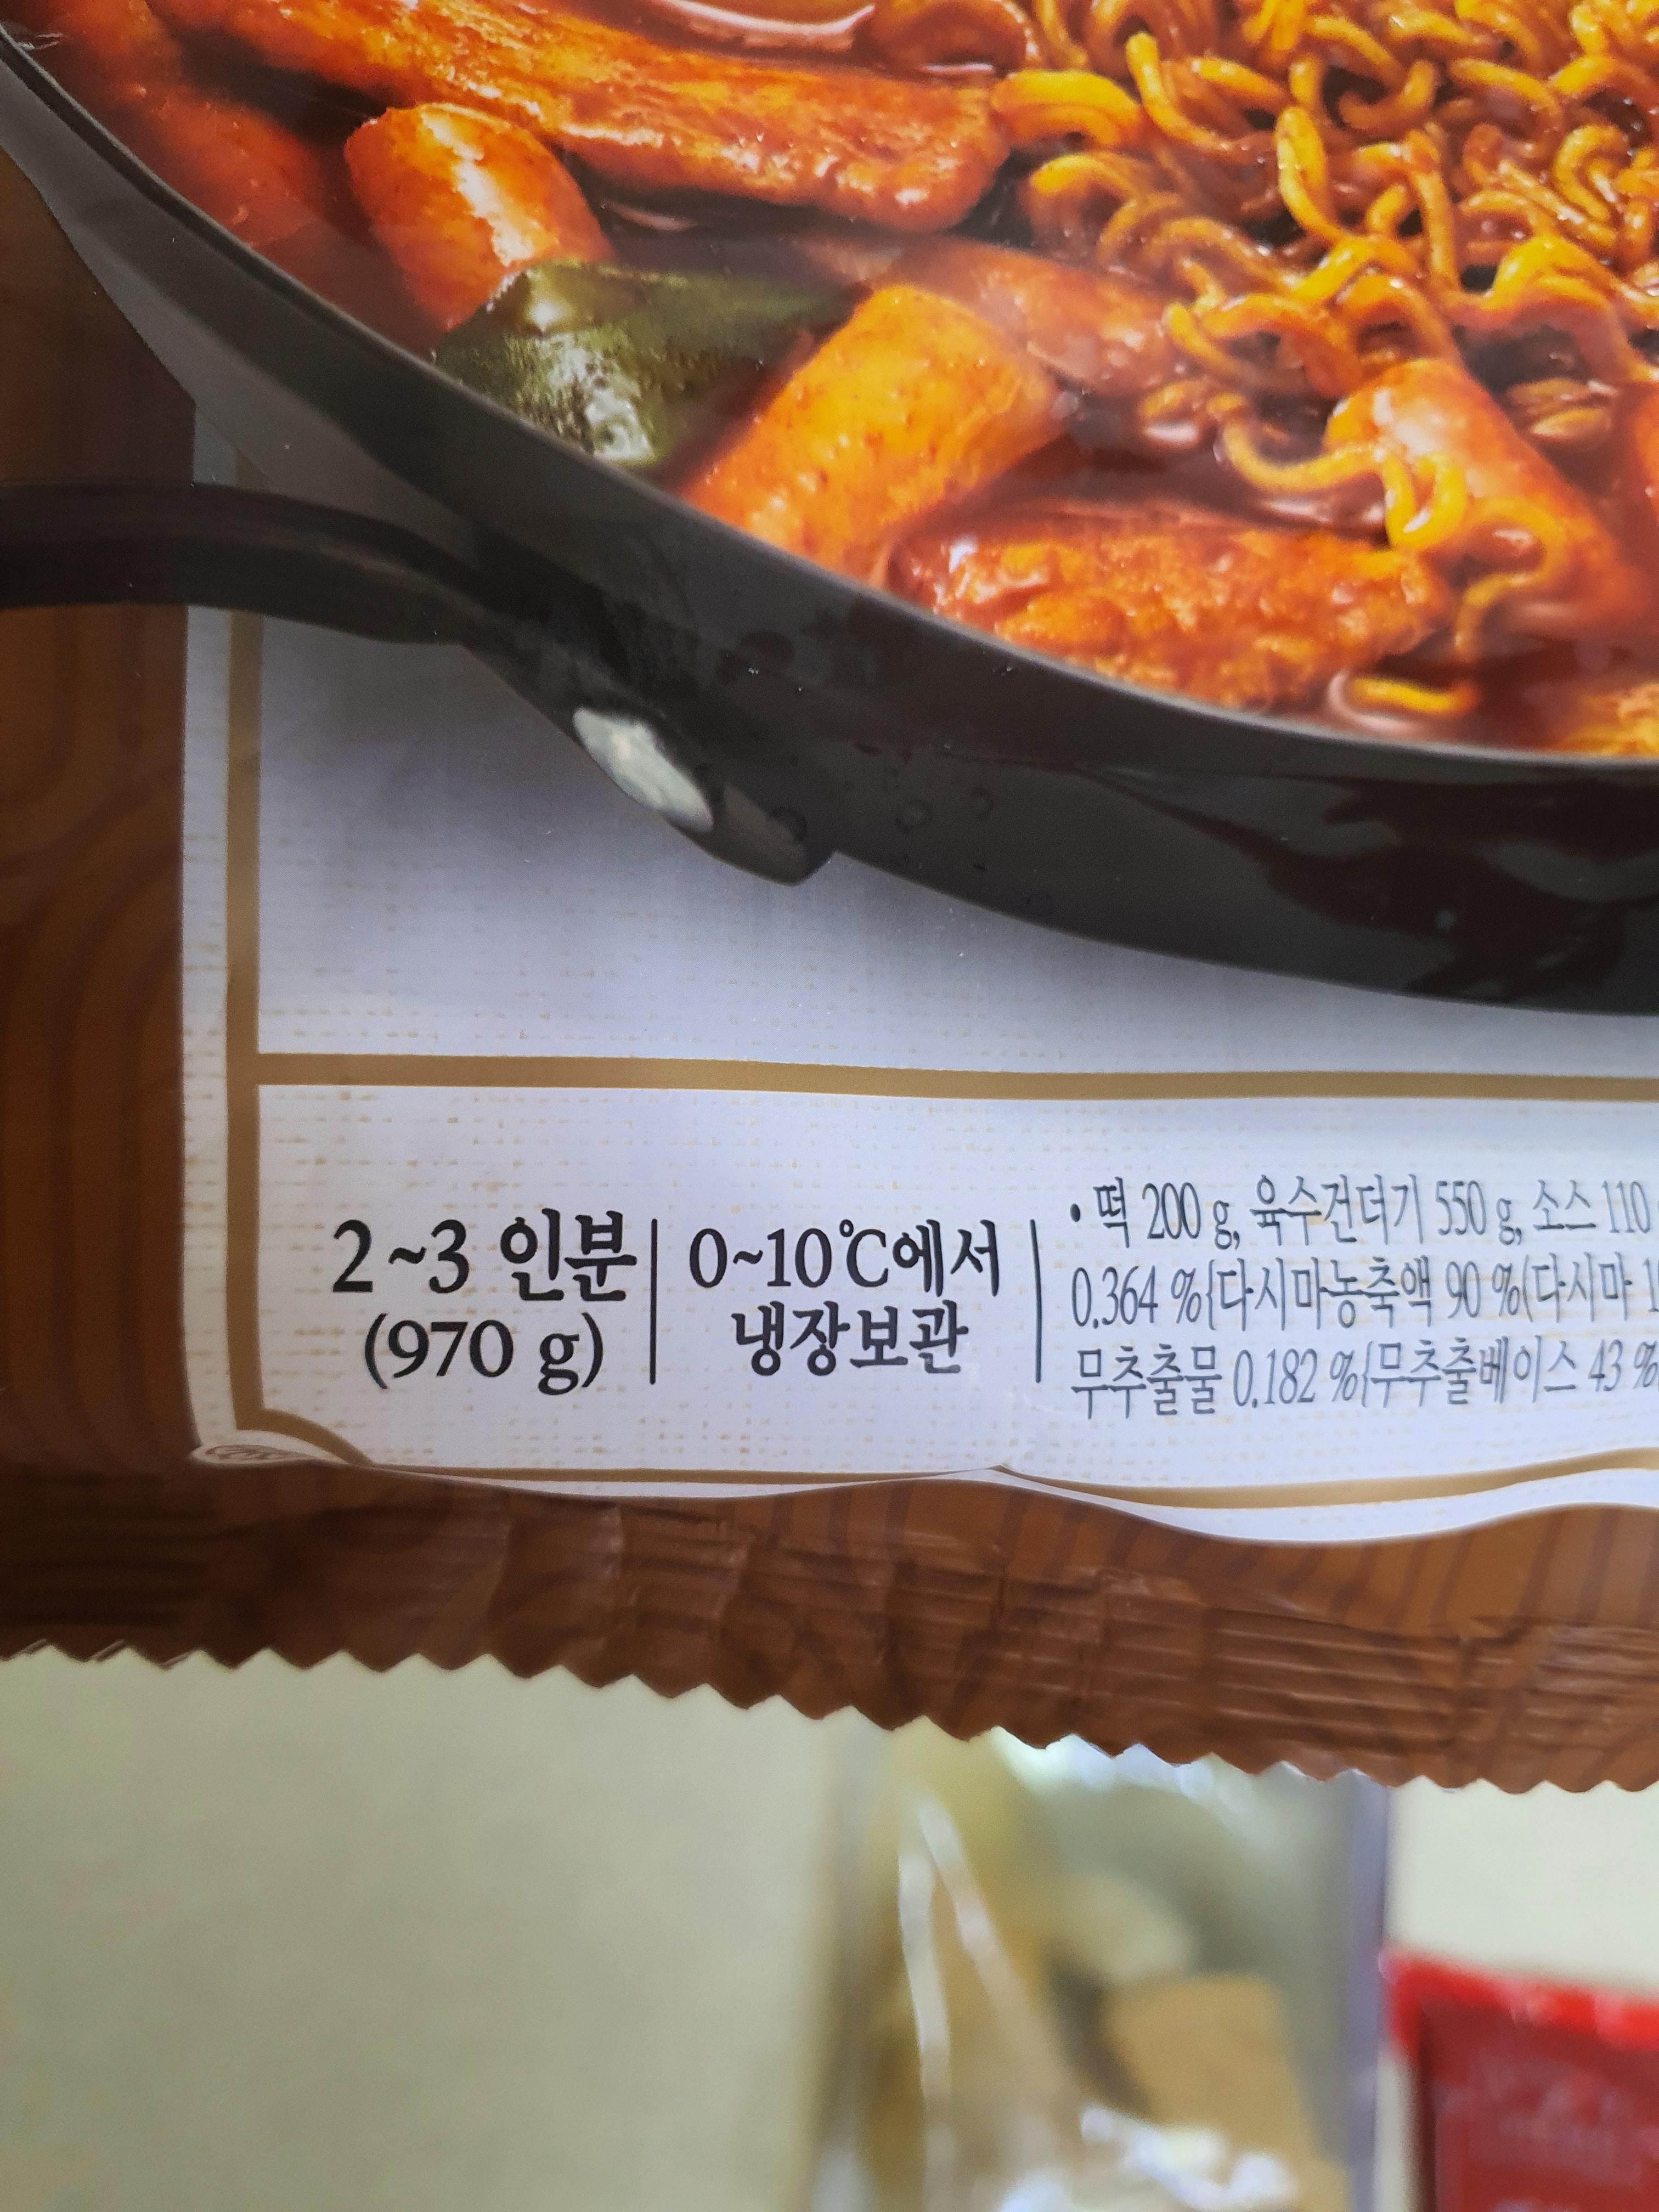 2~3 인분
(970 g)
0~10℃에서
냉장보관
• 떡 200 g, 육수건더기 550 g, 소스 110
0.364 %{다시마농축액 90 %(다시마
무추출물 0.182 %{무추출베이스 43 %